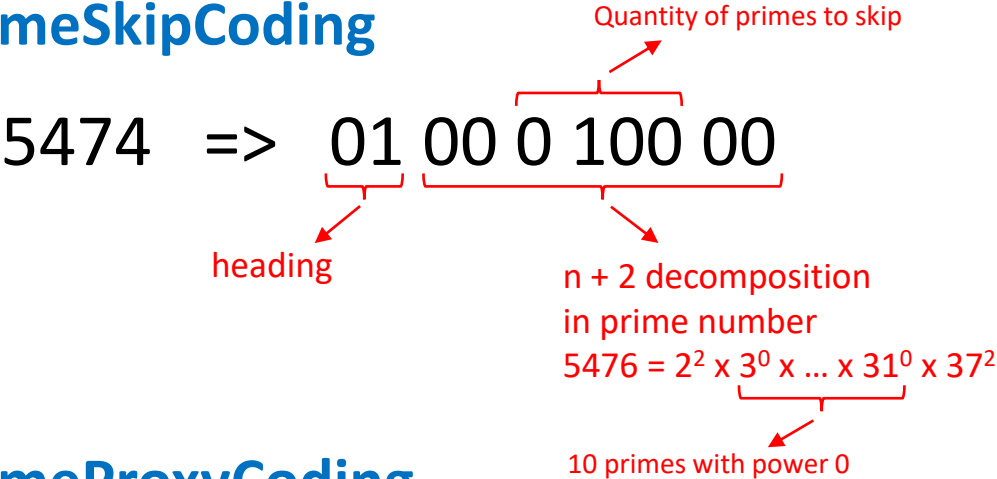 meSkipCoding
Quantity of primes to skip
5474 => 01 00 0 100 00
heading
n + 2 decomposition
in prime number
5476 = 2² x 3⁰ x … x 31⁰ x 37²
10 primes with power 0
meProxyCoding